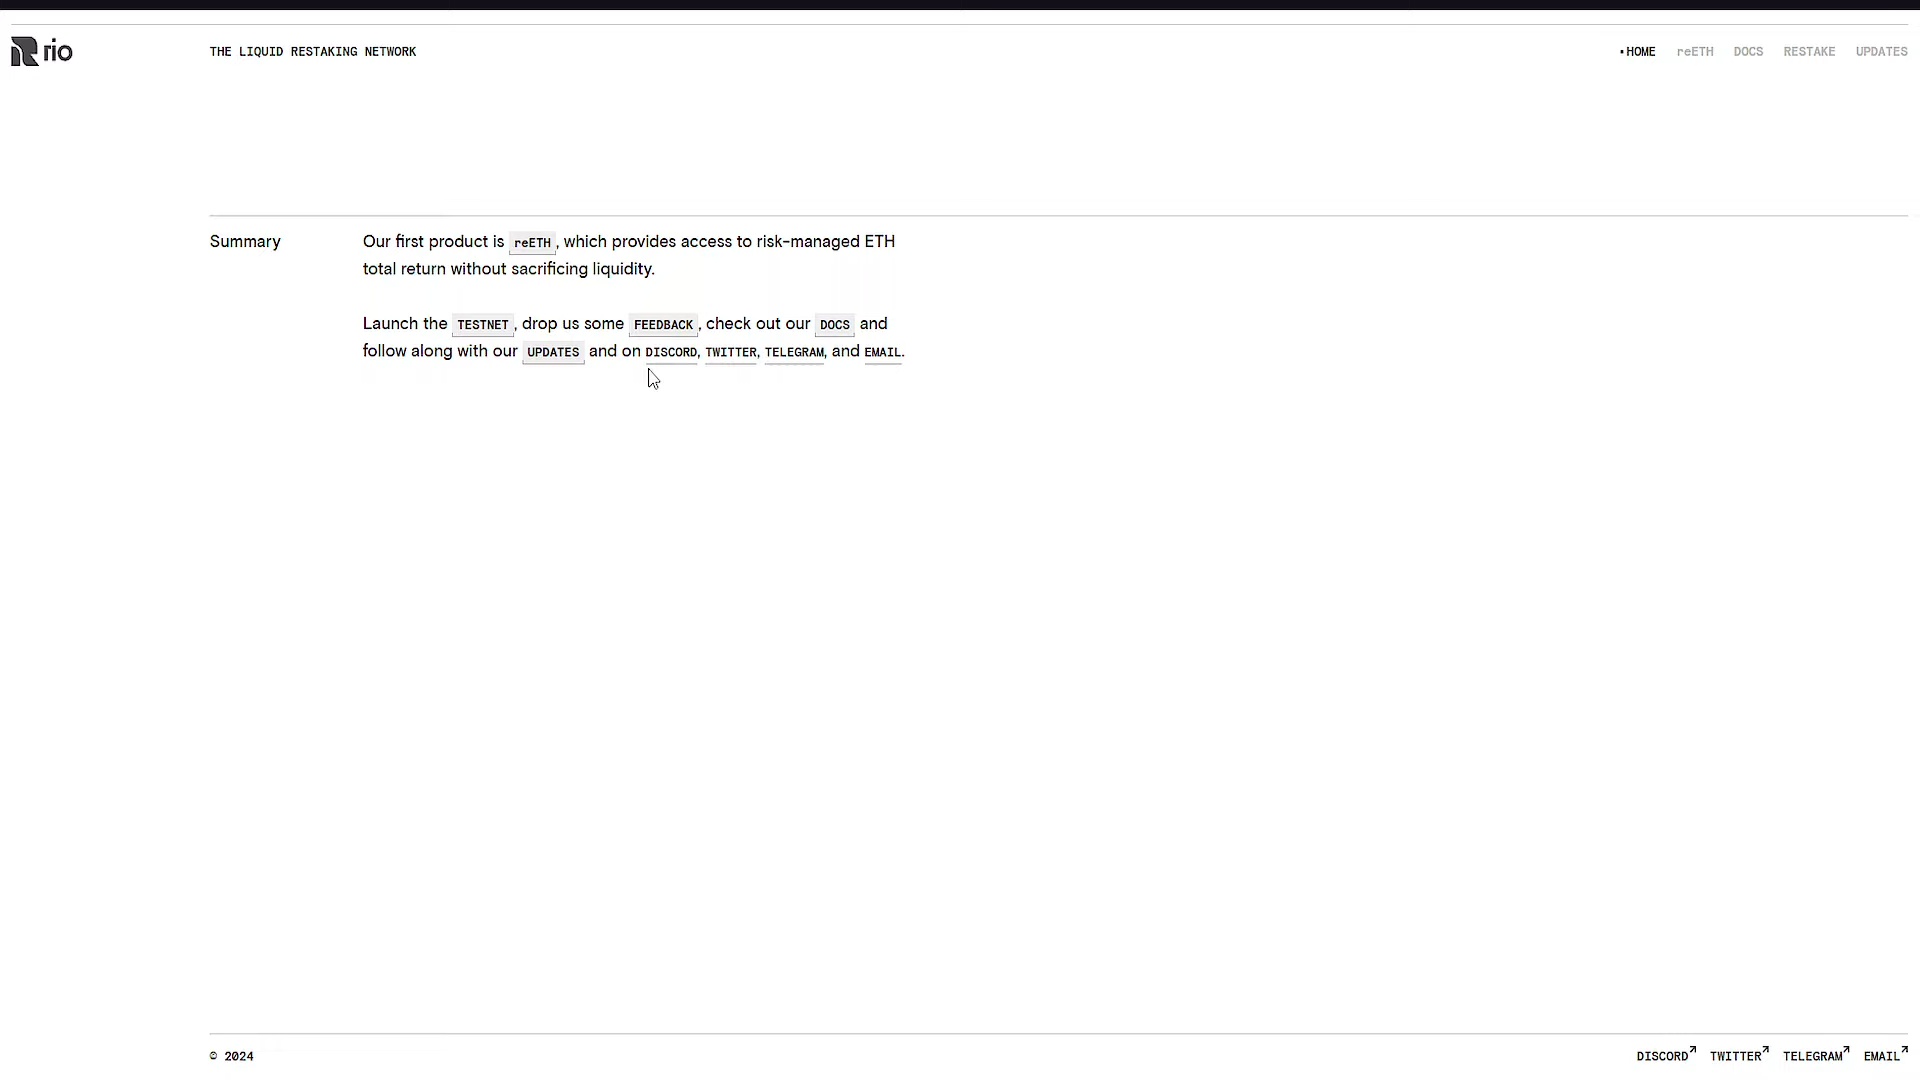 rio
THE LIQUID RESTAKING NETWORK
HOME reETH DOCS RESTAKE UPDATES
Summary
Our first product is reETH, which provides access to risk-managed ETH
total return without sacrificing liquidity.
Launch the TESTNET, drop us some FEEDBACK, check out our DOCS and
follow along with our UPDATES and on DISCORD, TWITTER, TELEGRAM, and EMAIL.
© 2024
DISCORD↗ TWITTER↗ TELEGRAM↗ EMAIL↗